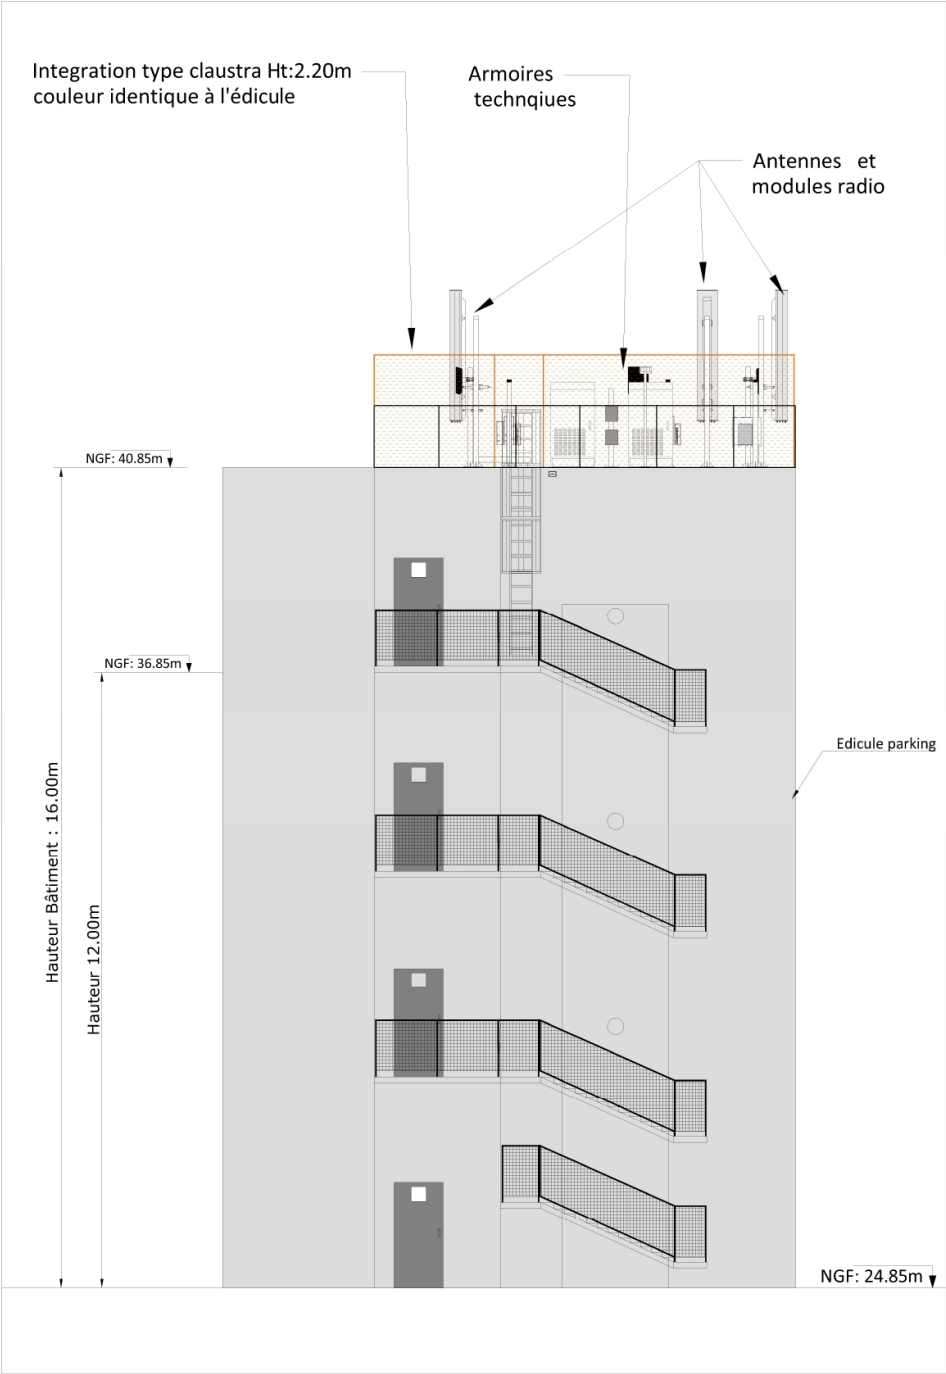 Integration type claustra Ht:2.20m
couleur identique à l'édicule
Armoires
technqiues
Antennes et
modules radio
NGF: 40.85m
NGF: 36.85m
Edicule parking
Hauteur Bâtiment : 16.00m
Hauteur 12.00m
NGF: 24.85m